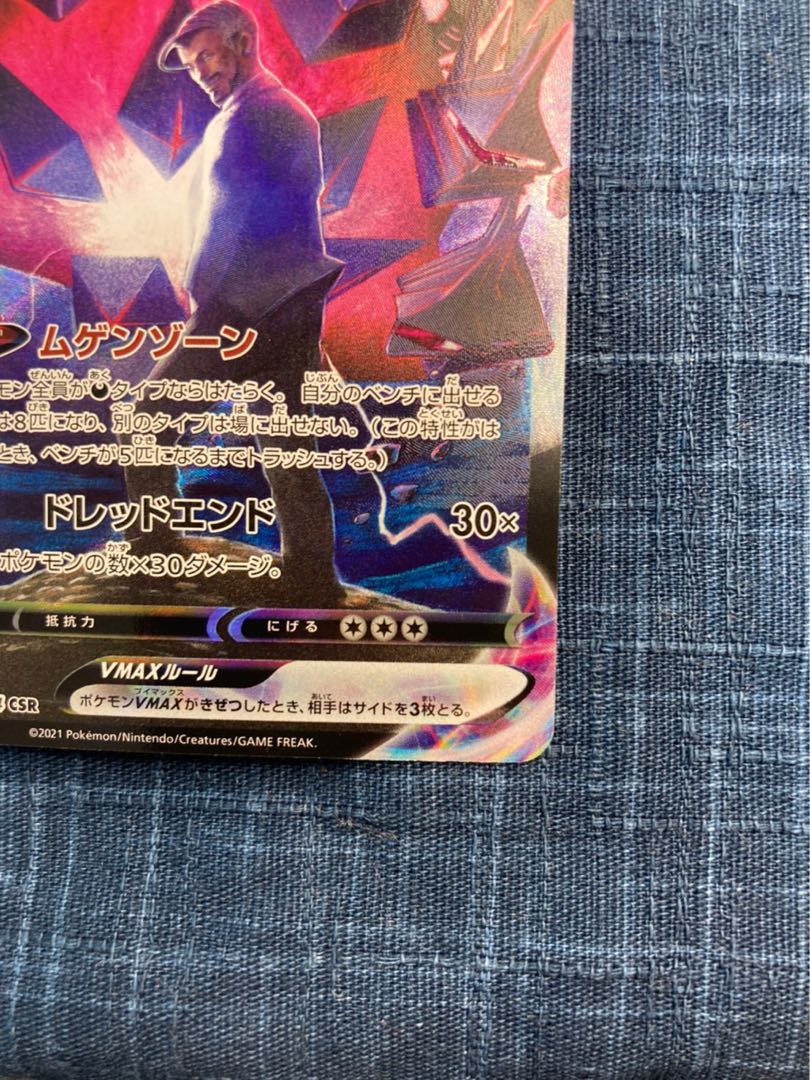 ムゲンゾーン
モン全員がタイプならはたらく。自分のベンチに出せる
は8匹になり、別のタイプは場に出せない。(この特性がは
とき、ベンチが5匹になるまでトラッシュする。)
ドレッドエンド 30×
ポケモンの数×30ダメージ。
抵抗力 にげる
VMAXルール
ポケモンVMAXがきぜつしたとき、相手はサイドを3枚とる。
CSR
©2021 Pokémon/Nintendo/Creatures/GAME FREAK.